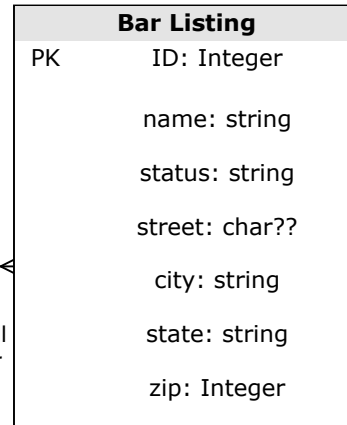 Bar Listing
PK ID: Integer
name: string
status: string
street: char??
city: string
state: string
zip: Integer